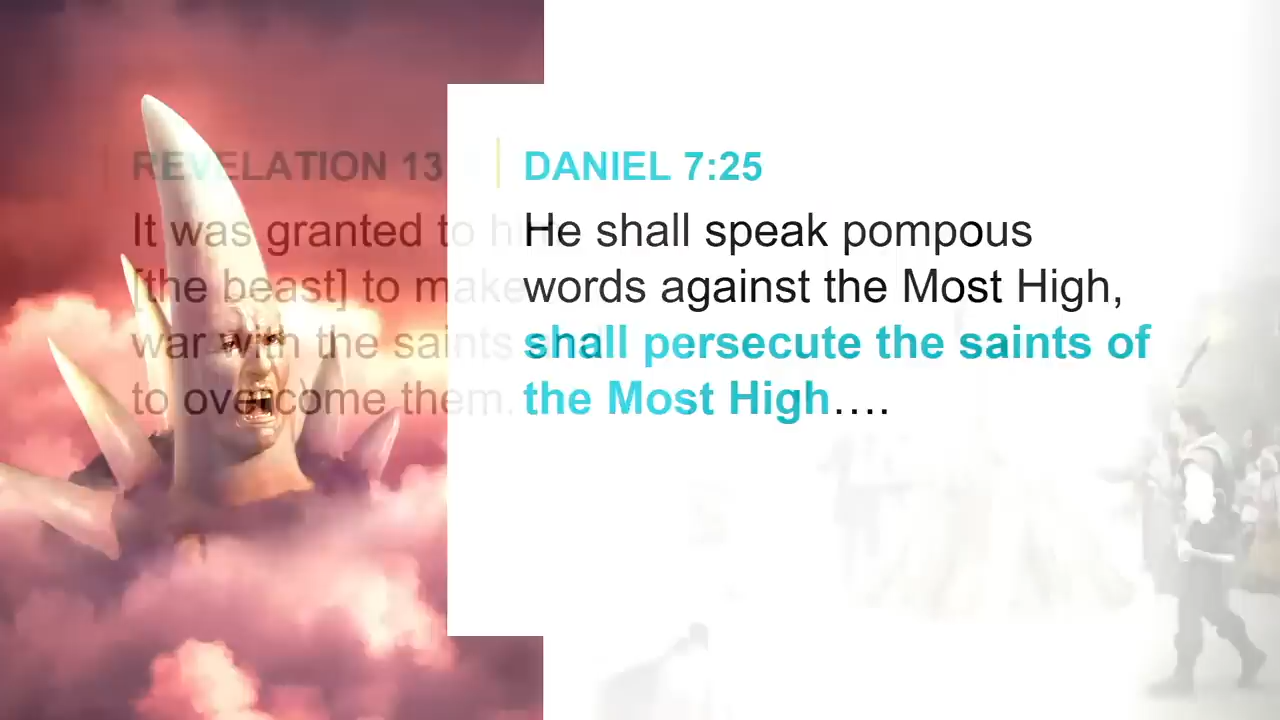 REVELATION 13
It was granted to him
[the beast] to make
war with the saints
to overcome them.
DANIEL 7:25
He shall speak pompous
words against the Most High,
shall persecute the saints of
the Most High….